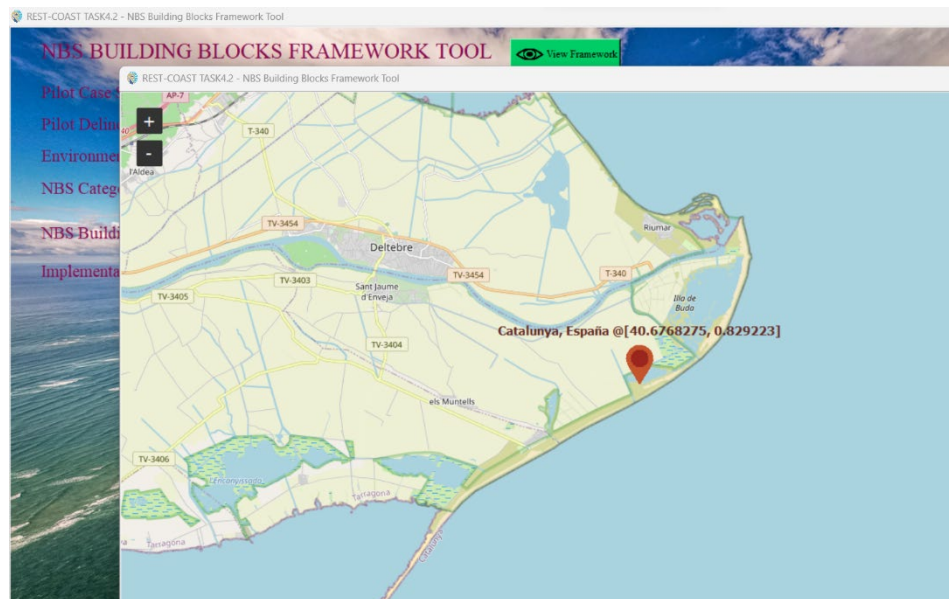 REST-COAST TASK4.2 - NBS Building Blocks Framework Tool
NBS BUILDING BLOCKS FRAMEWORK TOOL
View Framework
REST-COAST TASK4.2 - NBS Building Blocks Framework Tool
Pilot Case S
Pilot Delin
Environme
NBS Categ
NBS Buildi
Implementa
+
-
AP-7
40
T-340
l'Aldea
TV-3454
Deltebre
Riumar
TV-3403
TV-3454
T-340
TV-3405
Sant Jaume
d'Enveja
Illa de
Buda
Catalunya, España @[40.6768275, 0.829223]
TV-3404
els Muntells
TV-3406
l'Encanyissada
Tarragona
Catalunya
Tarragona